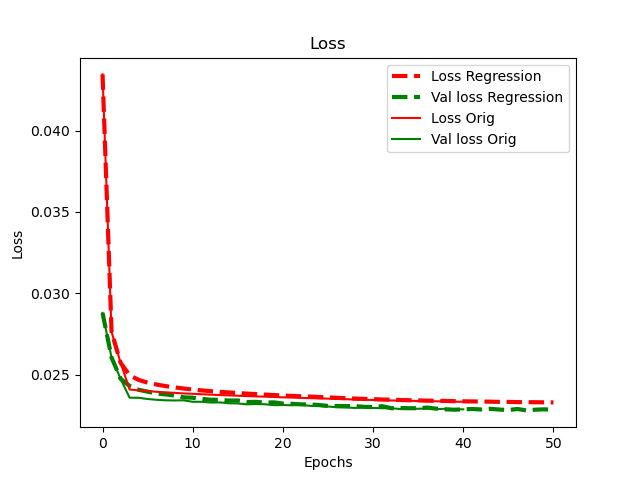 Loss
Loss Regression
Val loss Regression
Loss Orig
Val loss Orig
0.040
0.035
0.030
0.025
Loss
0 10 20 30 40 50
Epochs